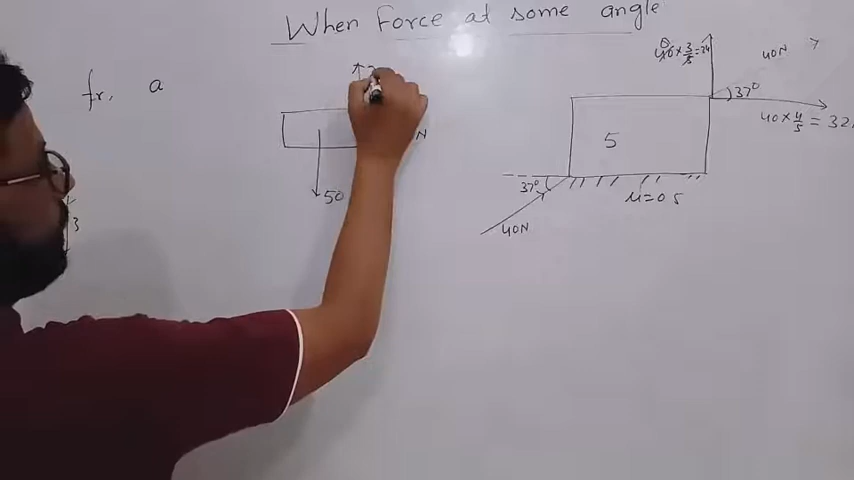 When Force at some angle
fr, a
40 × 3/5 = 24
40N
37°
40 × 4/5 = 32
5
50
N
37°
40N
μ = 0.5
3